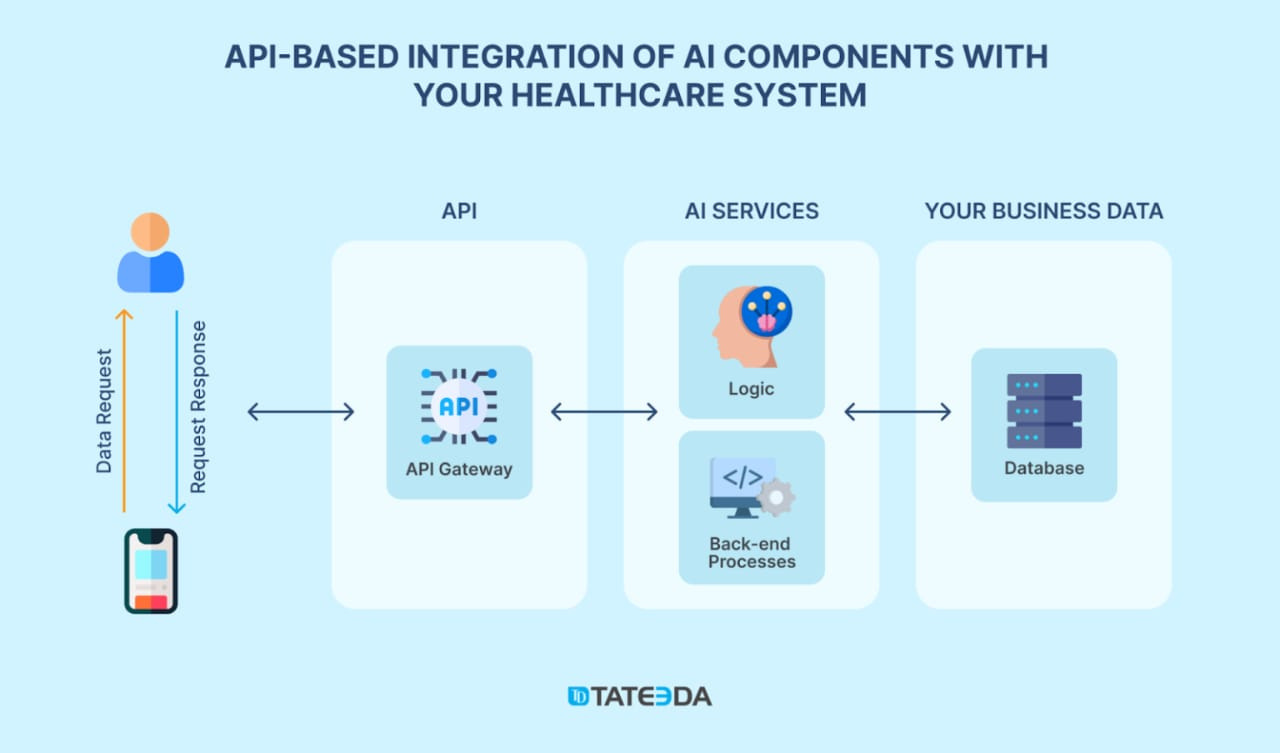 API-BASED INTEGRATION OF AI COMPONENTS WITH
YOUR HEALTHCARE SYSTEM
API
AI SERVICES
YOUR BUSINESS DATA
Data Request
Request Response
API
API Gateway
Logic
</>
Back-end
Processes
Database
TD TATEEDA